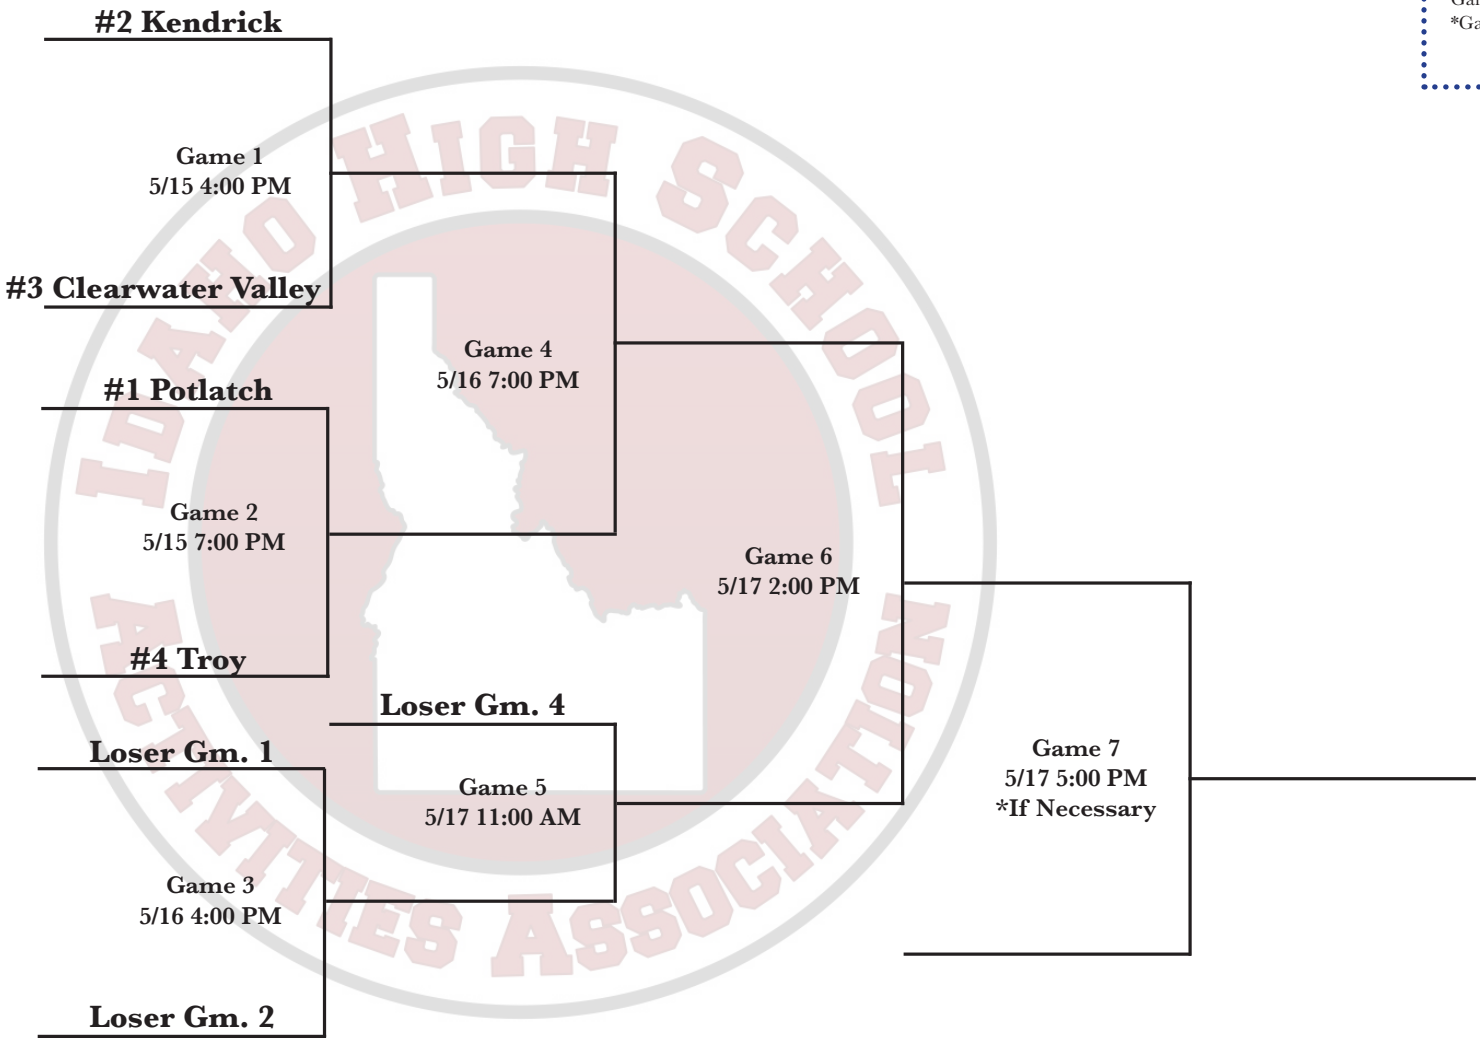 #2 Kendrick
*Ga
Game 1
5/15 4:00 PM
#3 Clearwater Valley
Game 4
5/16 7:00 PM
#1 Potlatch
Game 2
5/15 7:00 PM
Game 6
5/17 2:00 PM
#4 Troy
Loser Gm. 4
Loser Gm. 1
Game 5
5/17 11:00 AM
Game 7
5/17 5:00 PM
*If Necessary
Game 3
5/16 4:00 PM
Loser Gm. 2
IDAHO HIGH SCHOOL
ACTIVITIES ASSOCIATION